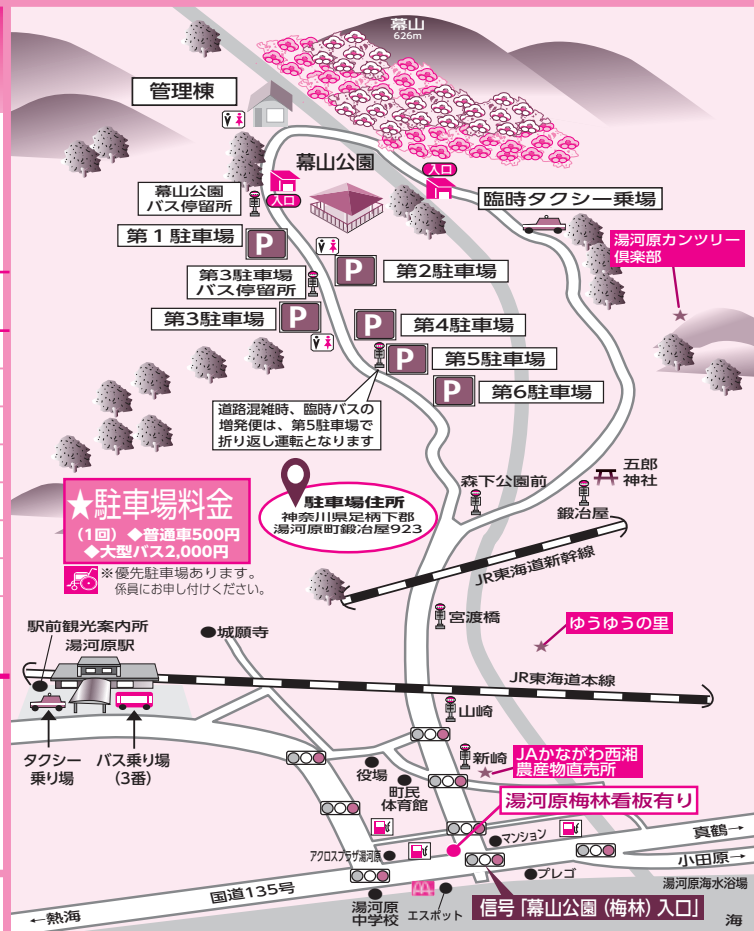 幕山
626m
管理棟
幕山公園
入口
入口
幕山公園
バス停留所
臨時タクシー乗場
第1駐車場
P
湯河原カンツリー
倶楽部
★
第3駐車場
バス停留所
P
第2駐車場
第3駐車場
P
P
第4駐車場
P
第5駐車場
P
第6駐車場
道路混雑時、臨時バスの
増発便は、第5駐車場で
折り返し運転となります
五郎
神社
森下公園前
鍛冶屋
★駐車場料金
(1回) ◆普通車500円
◆大型バス2,000円
※優先駐車場あります。
係員にお申し付けください。
駐車場住所
神奈川県足柄下郡
湯河原町鍛冶屋923
JR東海道新幹線
宮渡橋
ゆうゆうの里
★
駅前観光案内所
湯河原駅
城願寺
JR東海道本線
山崎
タクシー
乗り場
バス乗り場
(3番)
新崎
★
JAかながわ西湘
農産物直売所
役場
町民
体育館
湯河原梅林看板有り
マンション
真鶴
アクロスプラザ湯河原
小田原
プレゴ
湯河原海水浴場
国道135号
←熱海
湯河原
中学校
エスポット
信号「幕山公園(梅林)入口」
海